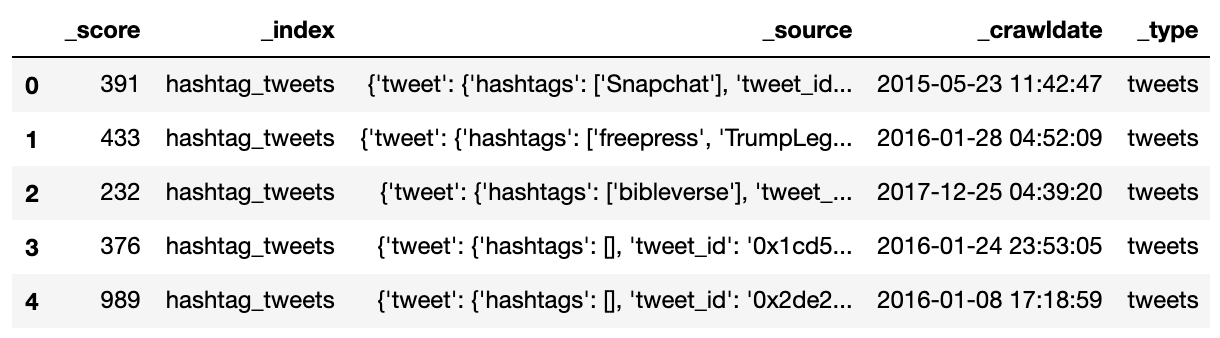 _score _index _source _crawldate _type
0 391 hashtag_tweets {'tweet': {'hashtags': ['Snapchat'], 'tweet_id... 2015-05-23 11:42:47 tweets
1 433 hashtag_tweets {'tweet': {'hashtags': ['freepress', 'TrumpLeg... 2016-01-28 04:52:09 tweets
2 232 hashtag_tweets {'tweet': {'hashtags': ['bibleverse'], 'tweet_... 2017-12-25 04:39:20 tweets
3 376 hashtag_tweets {'tweet': {'hashtags': [], 'tweet_id': '0x1cd5... 2016-01-24 23:53:05 tweets
4 989 hashtag_tweets {'tweet': {'hashtags': [], 'tweet_id': '0x2de2... 2016-01-08 17:18:59 tweets